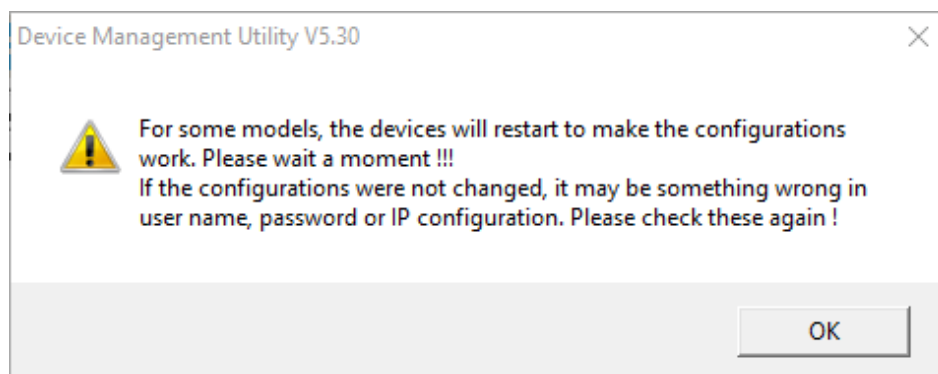 Device Management Utility V5.30
For some models, the devices will restart to make the configurations
work. Please wait a moment !!!
If the configurations were not changed, it may be something wrong in
user name, password or IP configuration. Please check these again !
OK